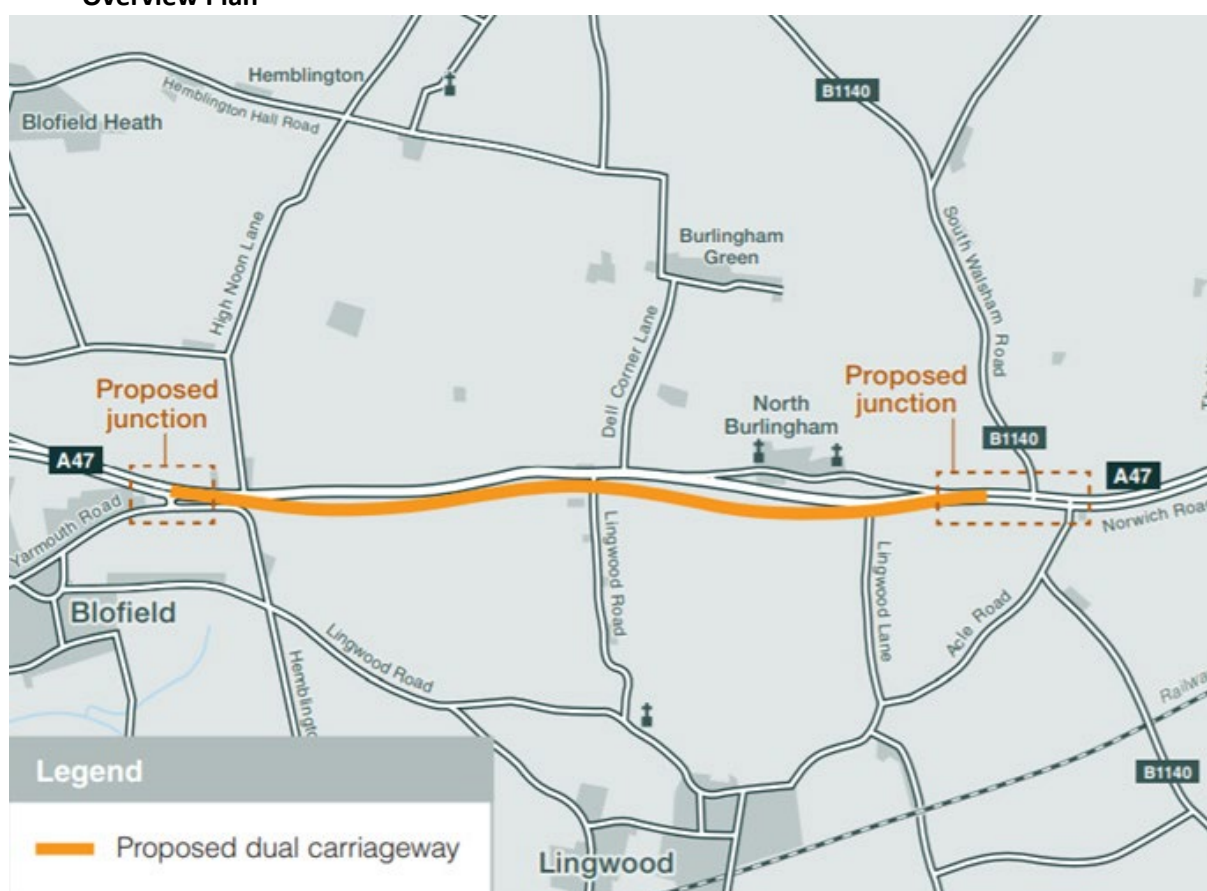 Overview Plan
Hemblington
B1140
Blofield Heath
Hemblington Hall Road
High Noon Lane
South Walsham Road
Burlingham
Green
Dell Corner Lane
Proposed
junction
Proposed
junction
North
Burlingham
B1140
A47
A47
Norwich Road
Yarmouth Road
Lingwood Road
Lingwood Lane
Acle Road
Blofield
Lingwood Road
Railwa
B1140
Legend
Proposed dual carriageway
Lingwood